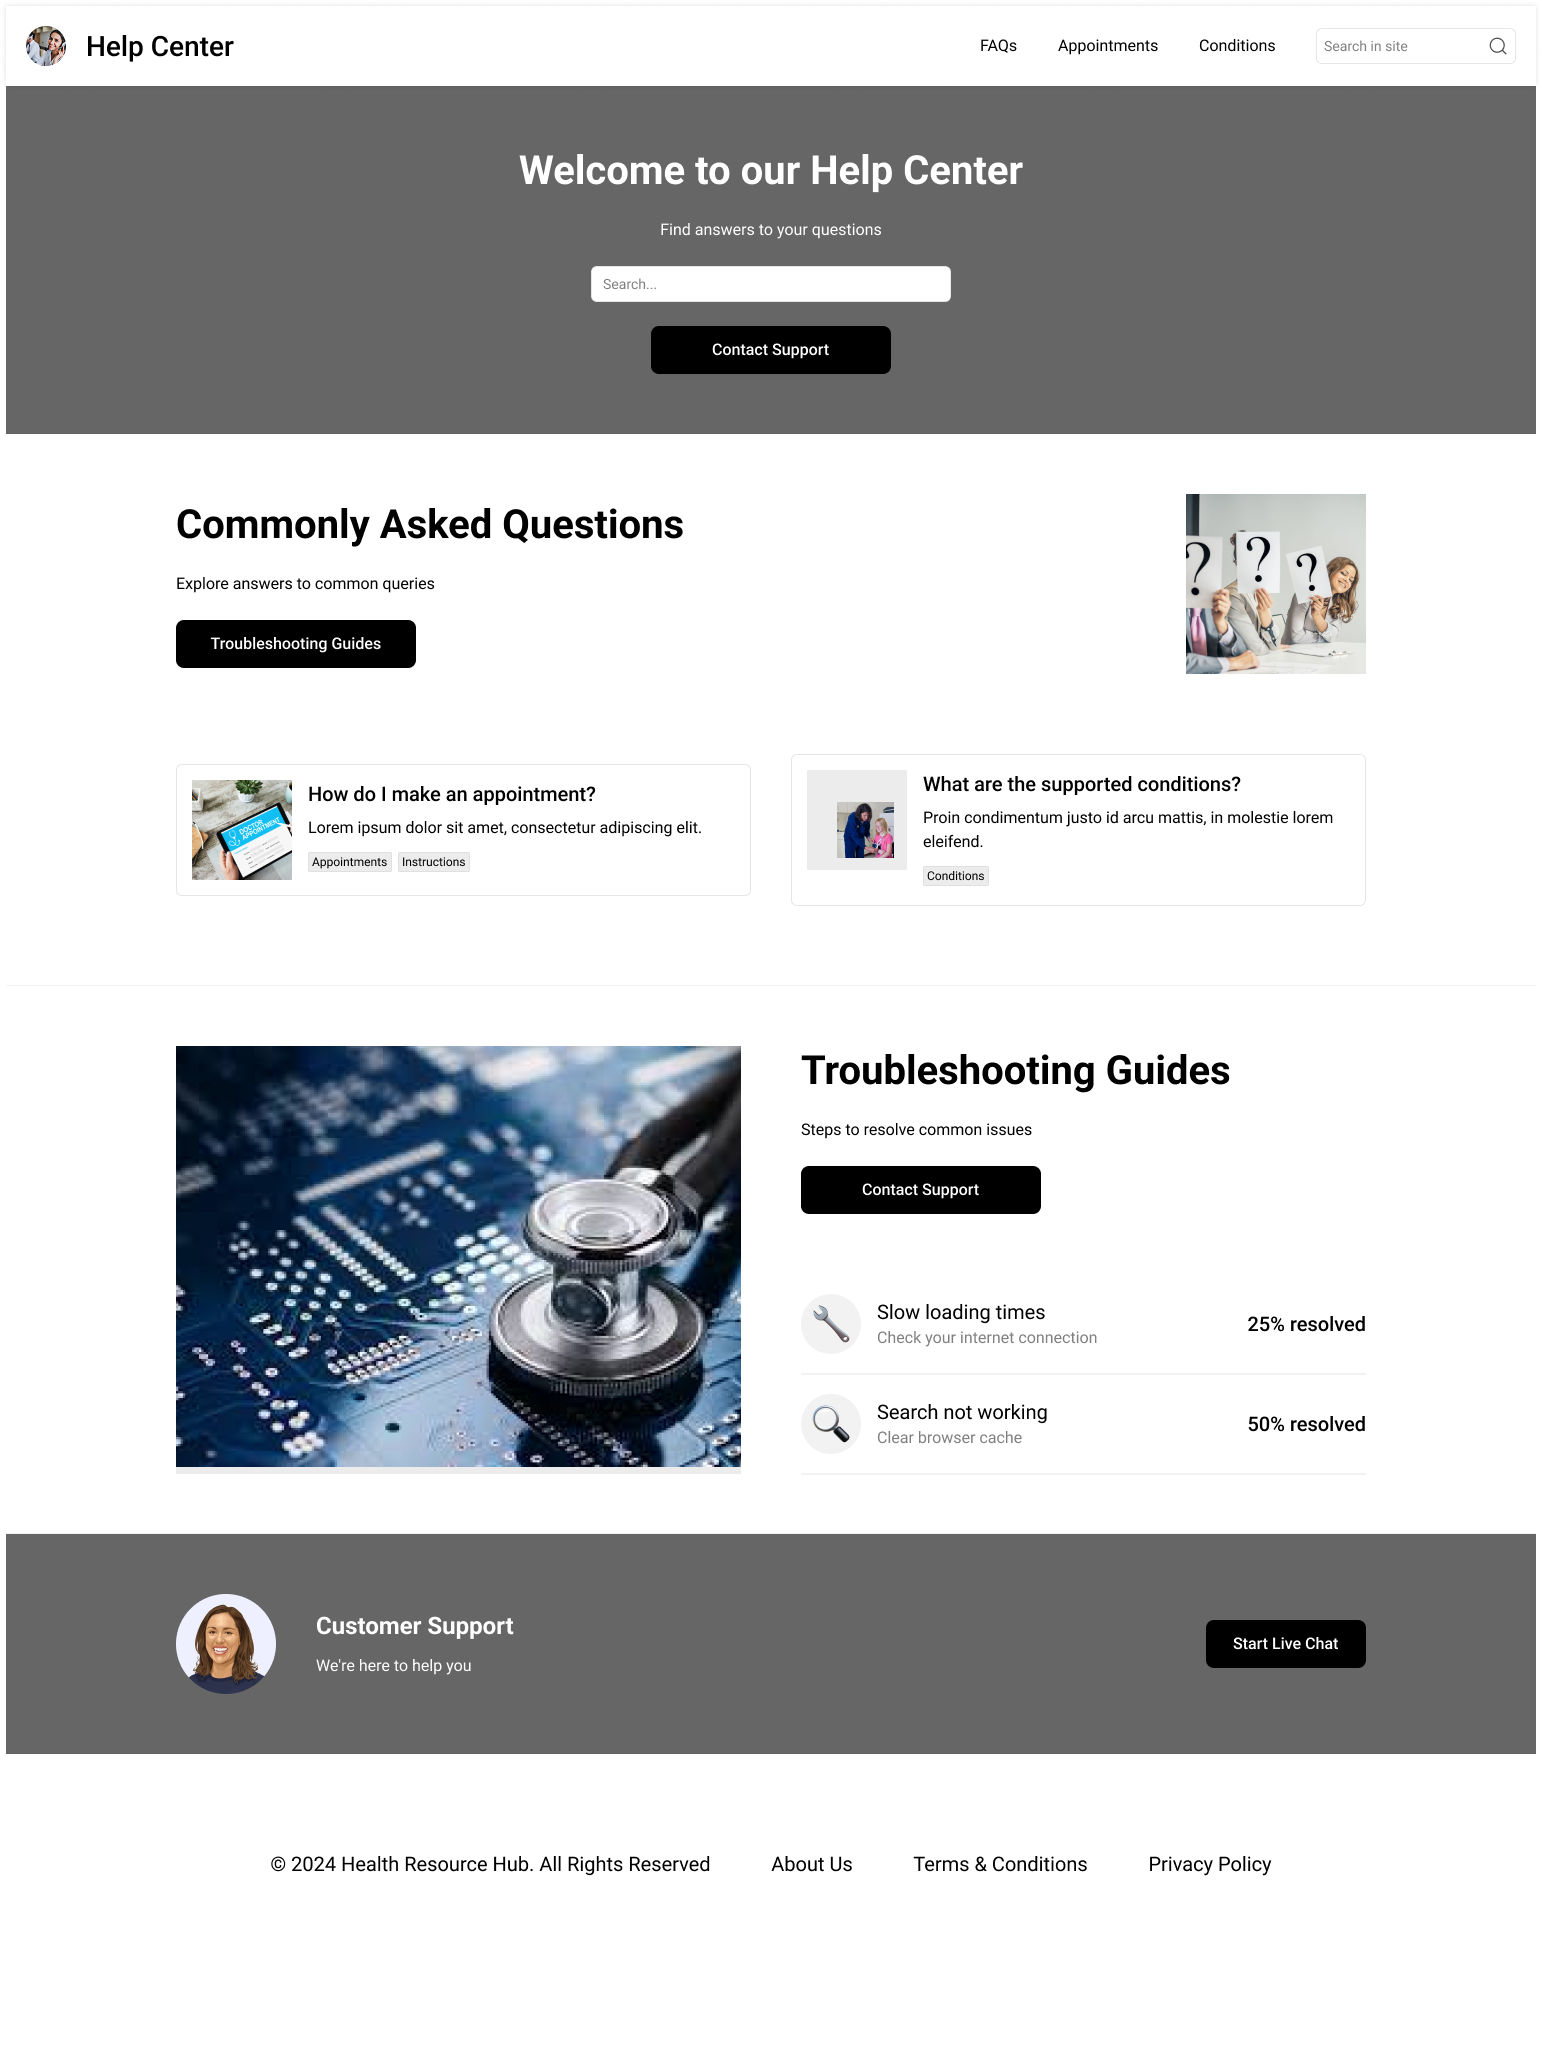 Help Center
FAQs
Appointments
Conditions
Search in site
Welcome to our Help Center
Find answers to your questions
Search...
Contact Support
Commonly Asked Questions
Explore answers to common queries
Troubleshooting Guides
?
?
?
DOCTOR
APPOINTMENT
How do I make an appointment?
Lorem ipsum dolor sit amet, consectetur adipiscing elit.
Appointments
Instructions
What are the supported conditions?
Proin condimentum justo id arcu mattis, in molestie lorem
eleifend.
Conditions
Troubleshooting Guides
Steps to resolve common issues
Contact Support
Slow loading times
Check your internet connection
25% resolved
Search not working
Clear browser cache
50% resolved
Customer Support
We're here to help you
Start Live Chat
© 2024 Health Resource Hub. All Rights Reserved
About Us
Terms & Conditions
Privacy Policy